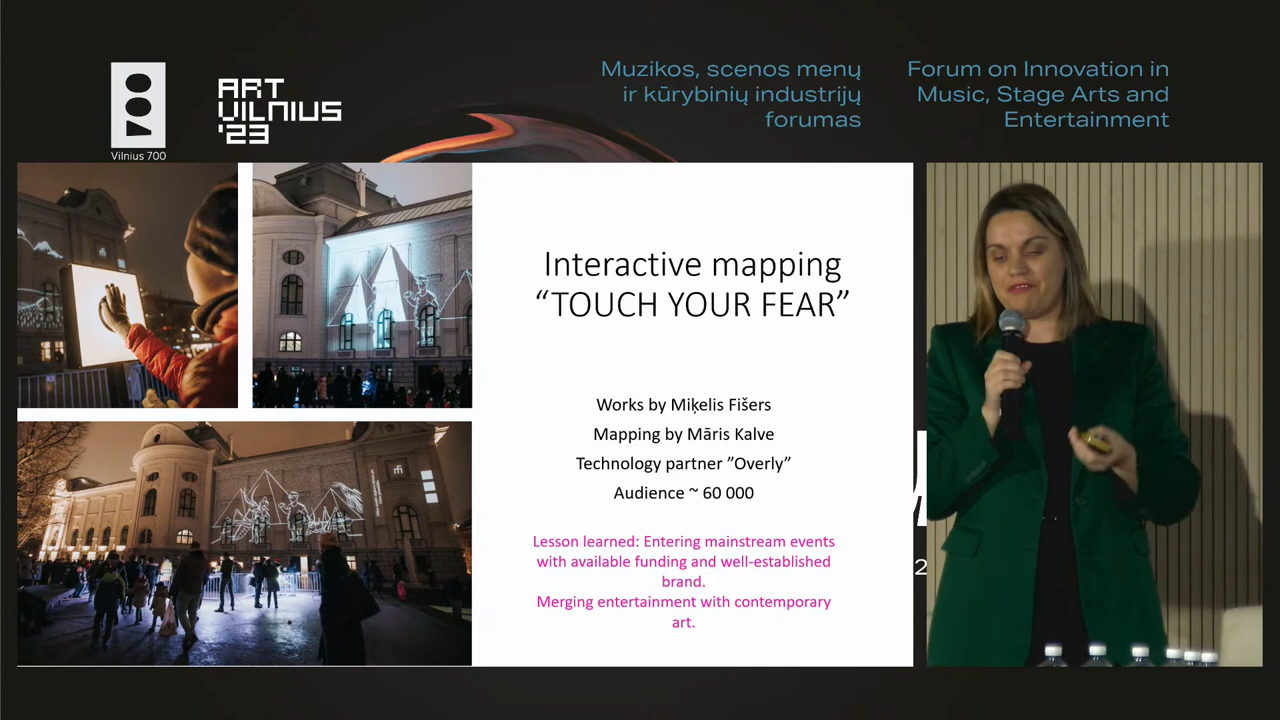 Vilnius 700
ART
VILNIUS
'23
Muzikos, scenos menų
ir kūrybinių industrijų
forumas
Forum on Innovation in
Music, Stage Arts and
Entertainment
Interactive mapping
“TOUCH YOUR FEAR”
Works by Miķelis Fišers
Mapping by Māris Kalve
Technology partner ”Overly”
Audience ~ 60 000
Lesson learned: Entering mainstream events
with available funding and well-established
brand.
Merging entertainment with contemporary
art.
2